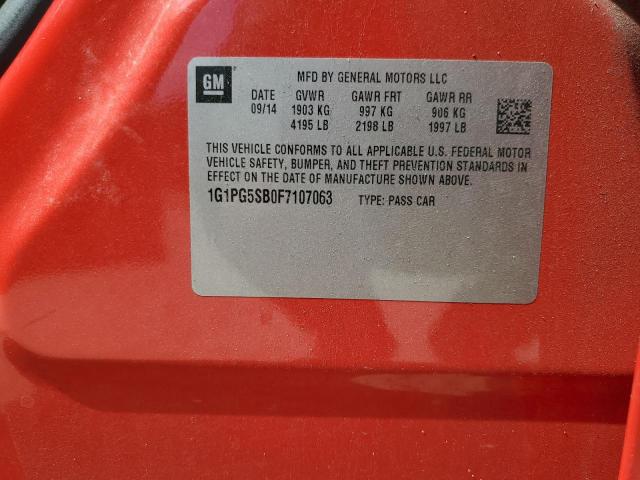 GM
MFD BY GENERAL MOTORS LLC
DATE GVWR GAWR FRT GAWR RR
09/14 1903 KG 997 KG 906 KG
4195 LB 2198 LB 1997 LB
THIS VEHICLE CONFORMS TO ALL APPLICABLE U.S. FEDERAL MOTOR
VEHICLE SAFETY, BUMPER, AND THEFT PREVENTION STANDARDS IN
EFFECT ON THE DATE OF MANUFACTURE SHOWN ABOVE.
1G1PG5SB0F7107063 TYPE: PASS CAR